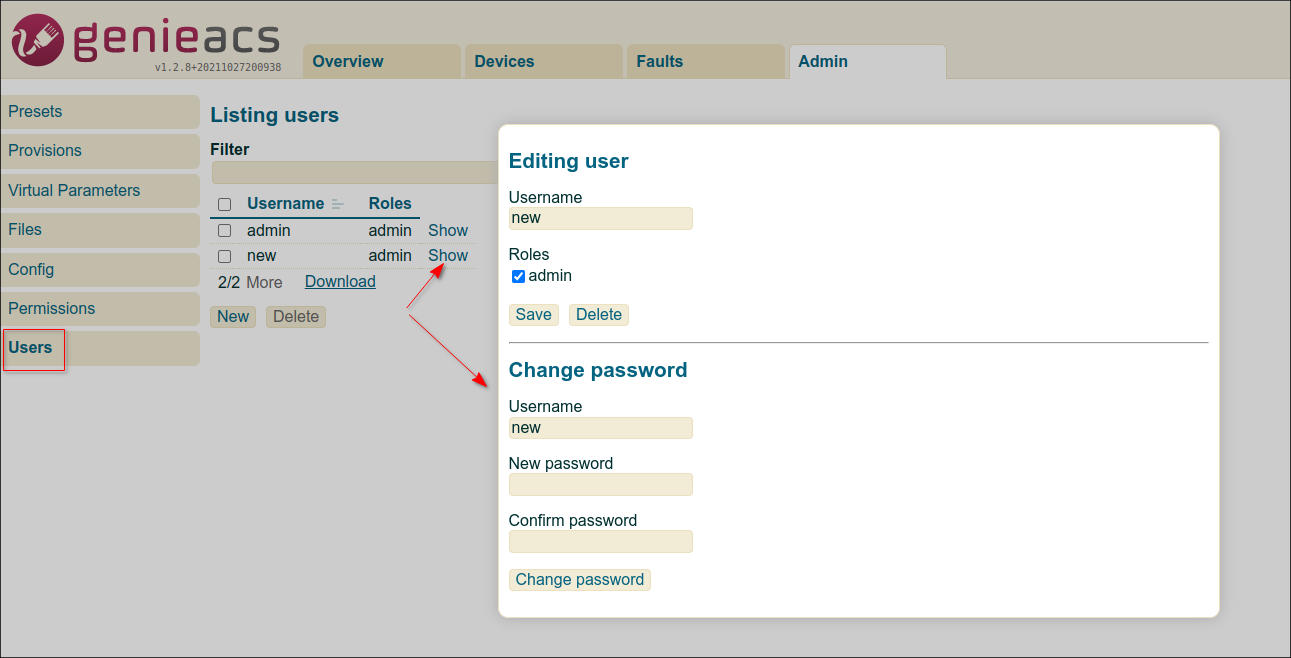 genieacs
v1.2.8+20211027200938
Overview
Devices
Faults
Admin
Presets
Provisions
Virtual Parameters
Files
Config
Permissions
Users
Listing users
Filter
Username Roles
admin admin Show
new admin Show
2/2 More Download
New Delete
Editing user
Username
new
Roles
admin
Save Delete
Change password
Username
new
New password
Confirm password
Change password